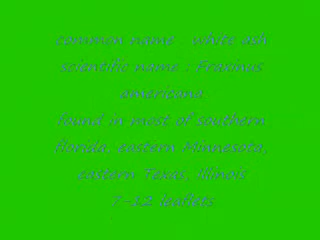 common name . white ash
scientific name : Fraxinus
americana
found in most of southern
florida, eastern Minnesota,
eastern Texas, Illinois
7-12 leaflets